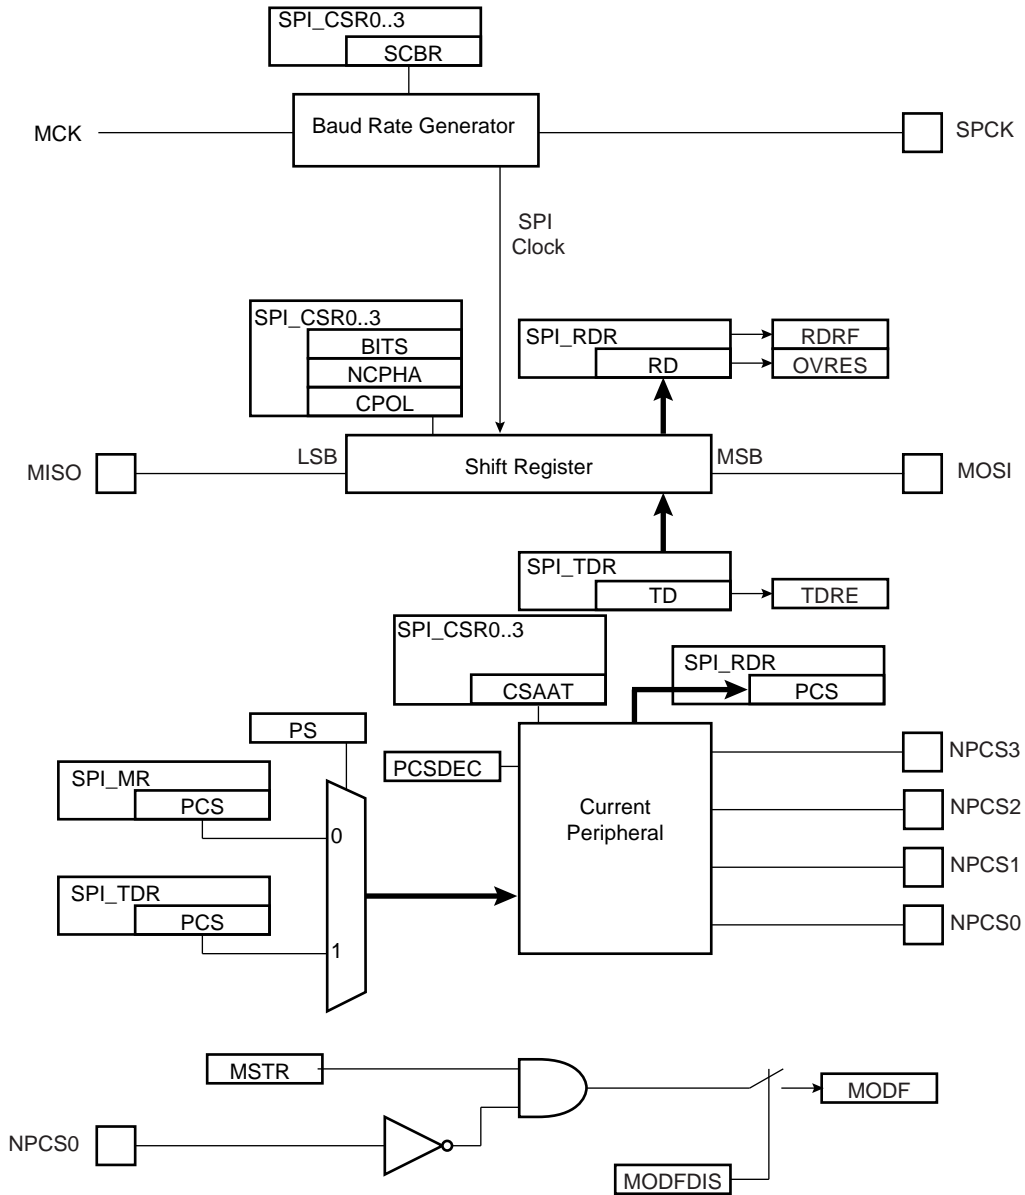 SPI_CSR0..3
SCBR
MCK
Baud Rate Generator
SPCK
SPI
Clock
SPI_CSR0..3
BITS
NCPHA
CPOL
SPI_RDR
RD
RDRF
OVRES
MISO
LSB
Shift Register
MSB
MOSI
SPI_TDR
TD
TDRE
SPI_CSR0..3
CSAAT
SPI_RDR
PCS
PS
PCSDEC
SPI_MR
PCS
0
Current
Peripheral
NPCS3
NPCS2
NPCS1
NPCS0
SPI_TDR
PCS
1
MSTR
MODF
NPCS0
MODFDIS